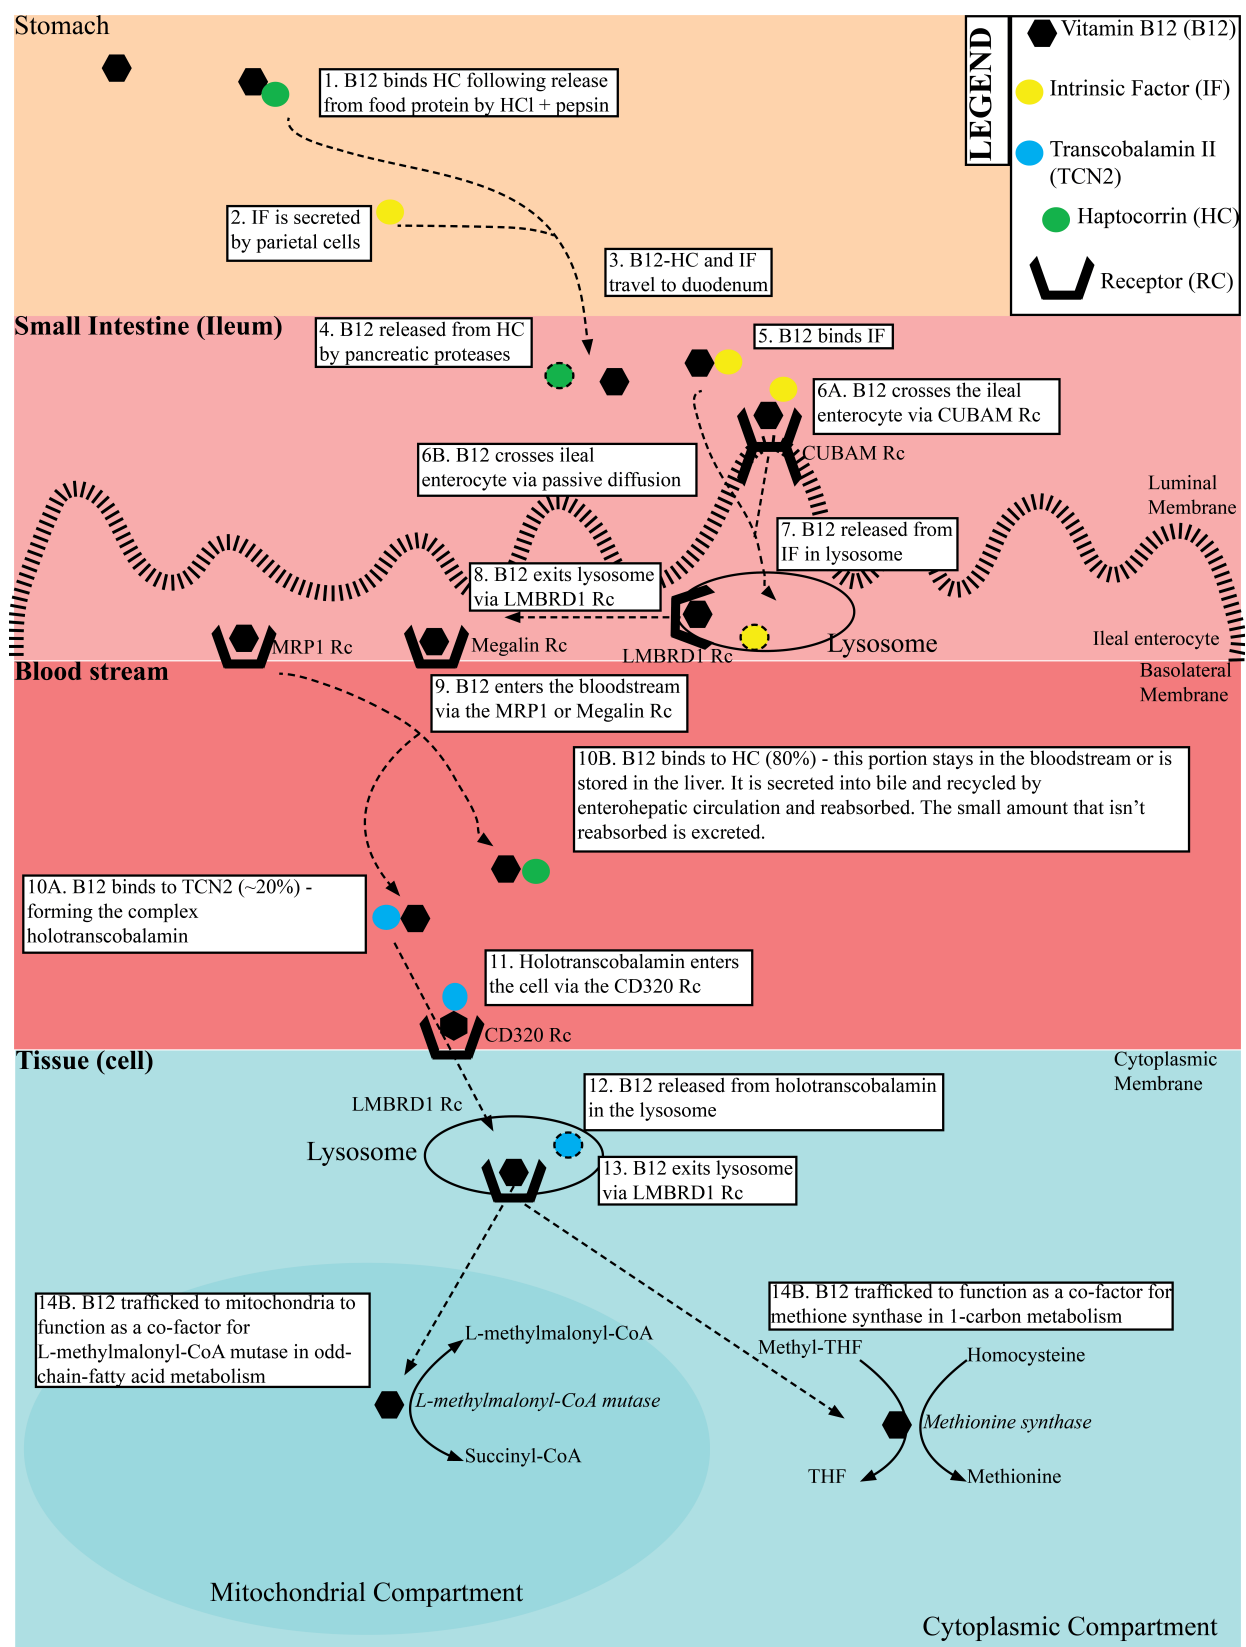 Stomach
LEGEND
Vitamin B12 (B12)
Intrinsic Factor (IF)
Transcobalamin II
(TCN2)
Haptocorrin (HC)
Receptor (RC)
1. B12 binds HC following release
from food protein by HCl + pepsin
2. IF is secreted
by parietal cells
3. B12-HC and IF
travel to duodenum
Small Intestine (Ileum)
4. B12 released from HC
by pancreatic proteases
5. B12 binds IF
6A. B12 crosses the ileal
enterocyte via CUBAM Rc
CUBAM Rc
6B. B12 crosses ileal
enterocyte via passive diffusion
Luminal
Membrane
7. B12 released from
IF in lysosome
8. B12 exits lysosome
via LMBRD1 Rc
MRP1 Rc
Megalin Rc
LMBRD1 Rc
Lysosome
Ileal enterocyte
Blood stream
Basolateral
Membrane
9. B12 enters the bloodstream
via the MRP1 or Megalin Rc
10B. B12 binds to HC (80%) - this portion stays in the bloodstream or is
stored in the liver. It is secreted into bile and recycled by
enterohepatic circulation and reabsorbed. The small amount that isn't
reabsorbed is excreted.
10A. B12 binds to TCN2 (~20%) -
forming the complex
holotranscobalamin
11. Holotranscobalamin enters
the cell via the CD320 Rc
CD320 Rc
Tissue (cell)
Cytoplasmic
Membrane
LMBRD1 Rc
Lysosome
12. B12 released from holotranscobalamin
in the lysosome
13. B12 exits lysosome
via LMBRD1 Rc
14B. B12 trafficked to mitochondria to
function as a co-factor for
L-methylmalonyl-CoA mutase in odd-
chain-fatty acid metabolism
L-methylmalonyl-CoA
L-methylmalonyl-CoA mutase
Succinyl-CoA
14B. B12 trafficked to function as a co-factor for
methione synthase in 1-carbon metabolism
Methyl-THF
Homocysteine
Methionine synthase
THF
Methionine
Mitochondrial Compartment
Cytoplasmic Compartment